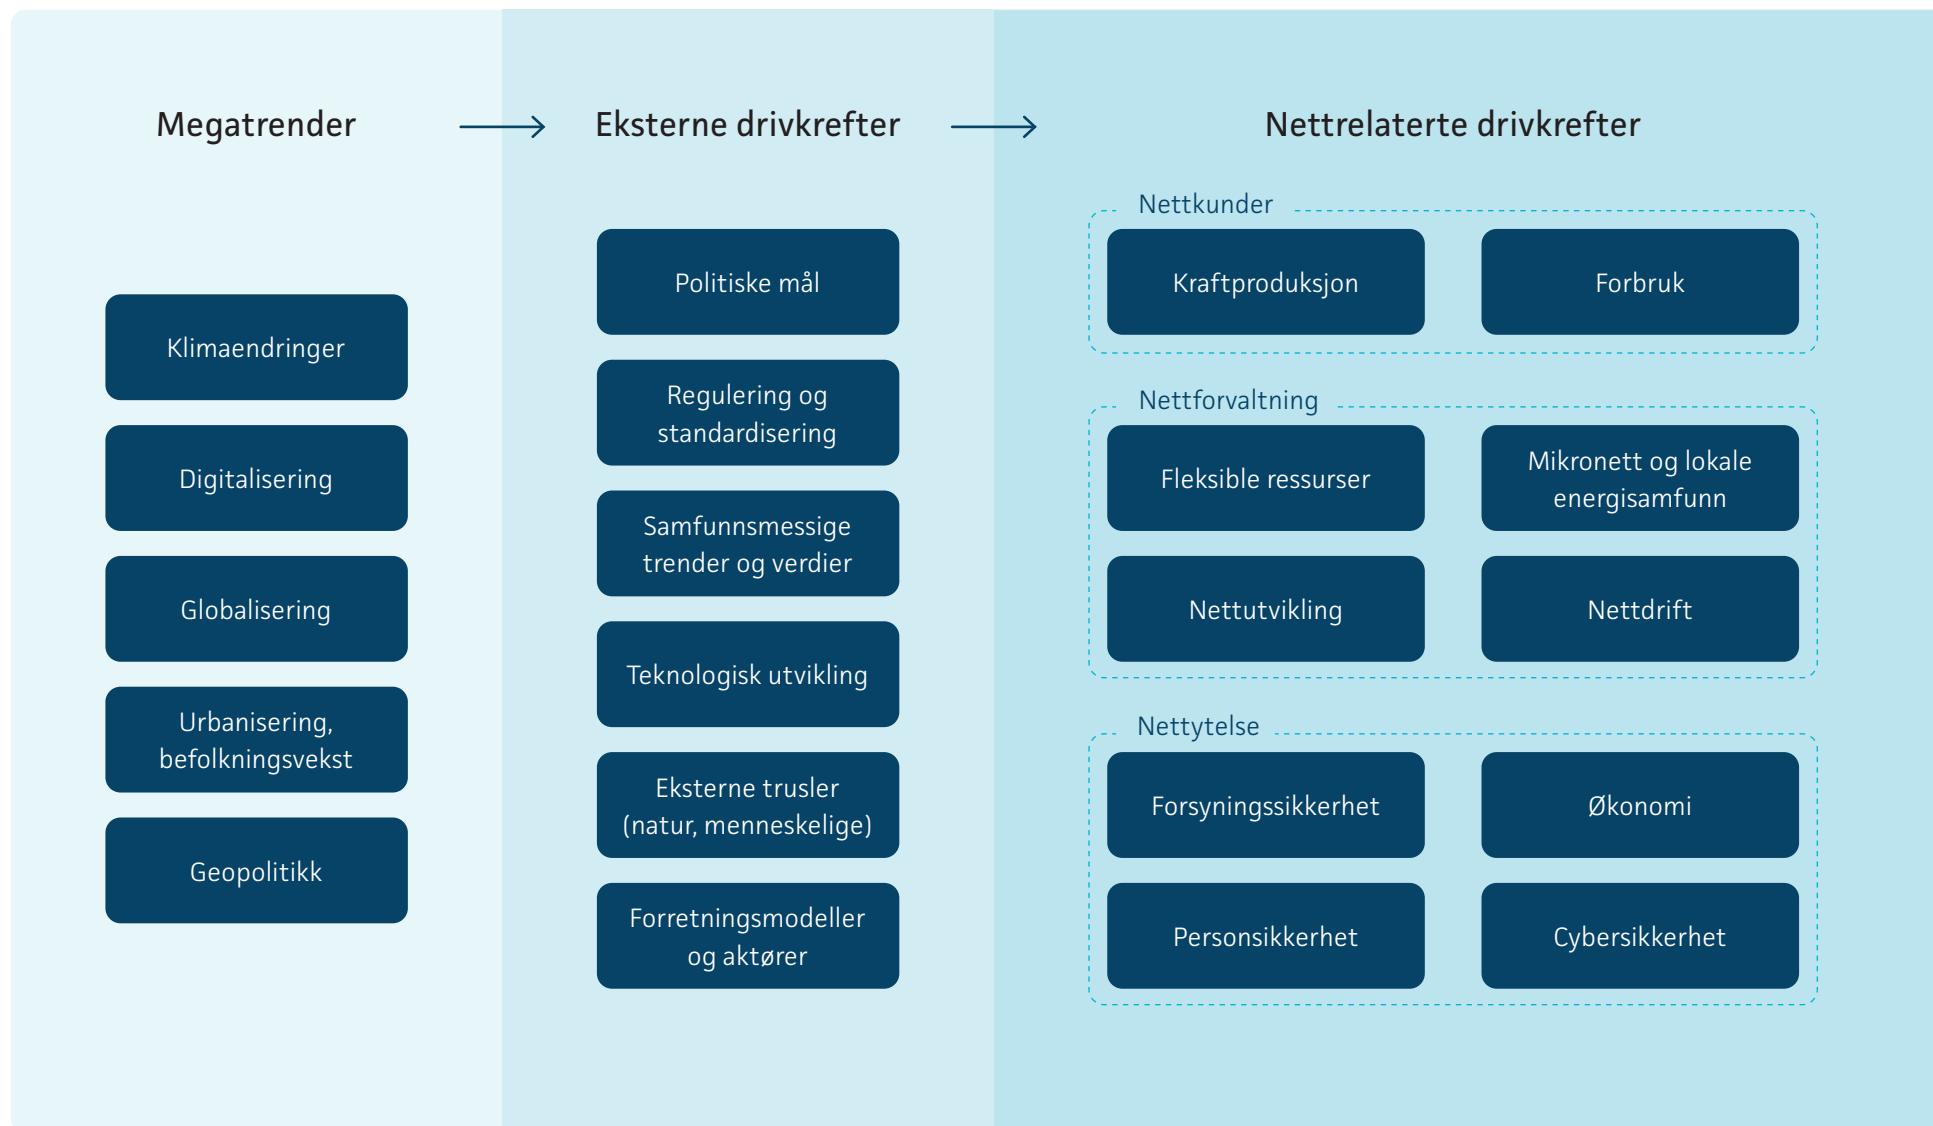 Megatrender
Klimaendringer
Digitalisering
Globalisering
Urbanisering,
befolkningsvekst
Geopolitikk
Eksterne drivkrefter
Politiske mål
Regulering og
standardisering
Samfunnsmessige
trender og verdier
Teknologisk utvikling
Eksterne trusler
(natur, menneskelige)
Forretningsmodeller
og aktører
Nettrelaterte drivkrefter
Nettkunder
Kraftproduksjon
Forbruk
Nettforvaltning
Fleksible ressurser
Mikronett og lokale
energisamfunn
Nettutvikling
Nettdrift
Nettytelse
Forsyningssikkerhet
Økonomi
Personsikkerhet
Cybersikkerhet